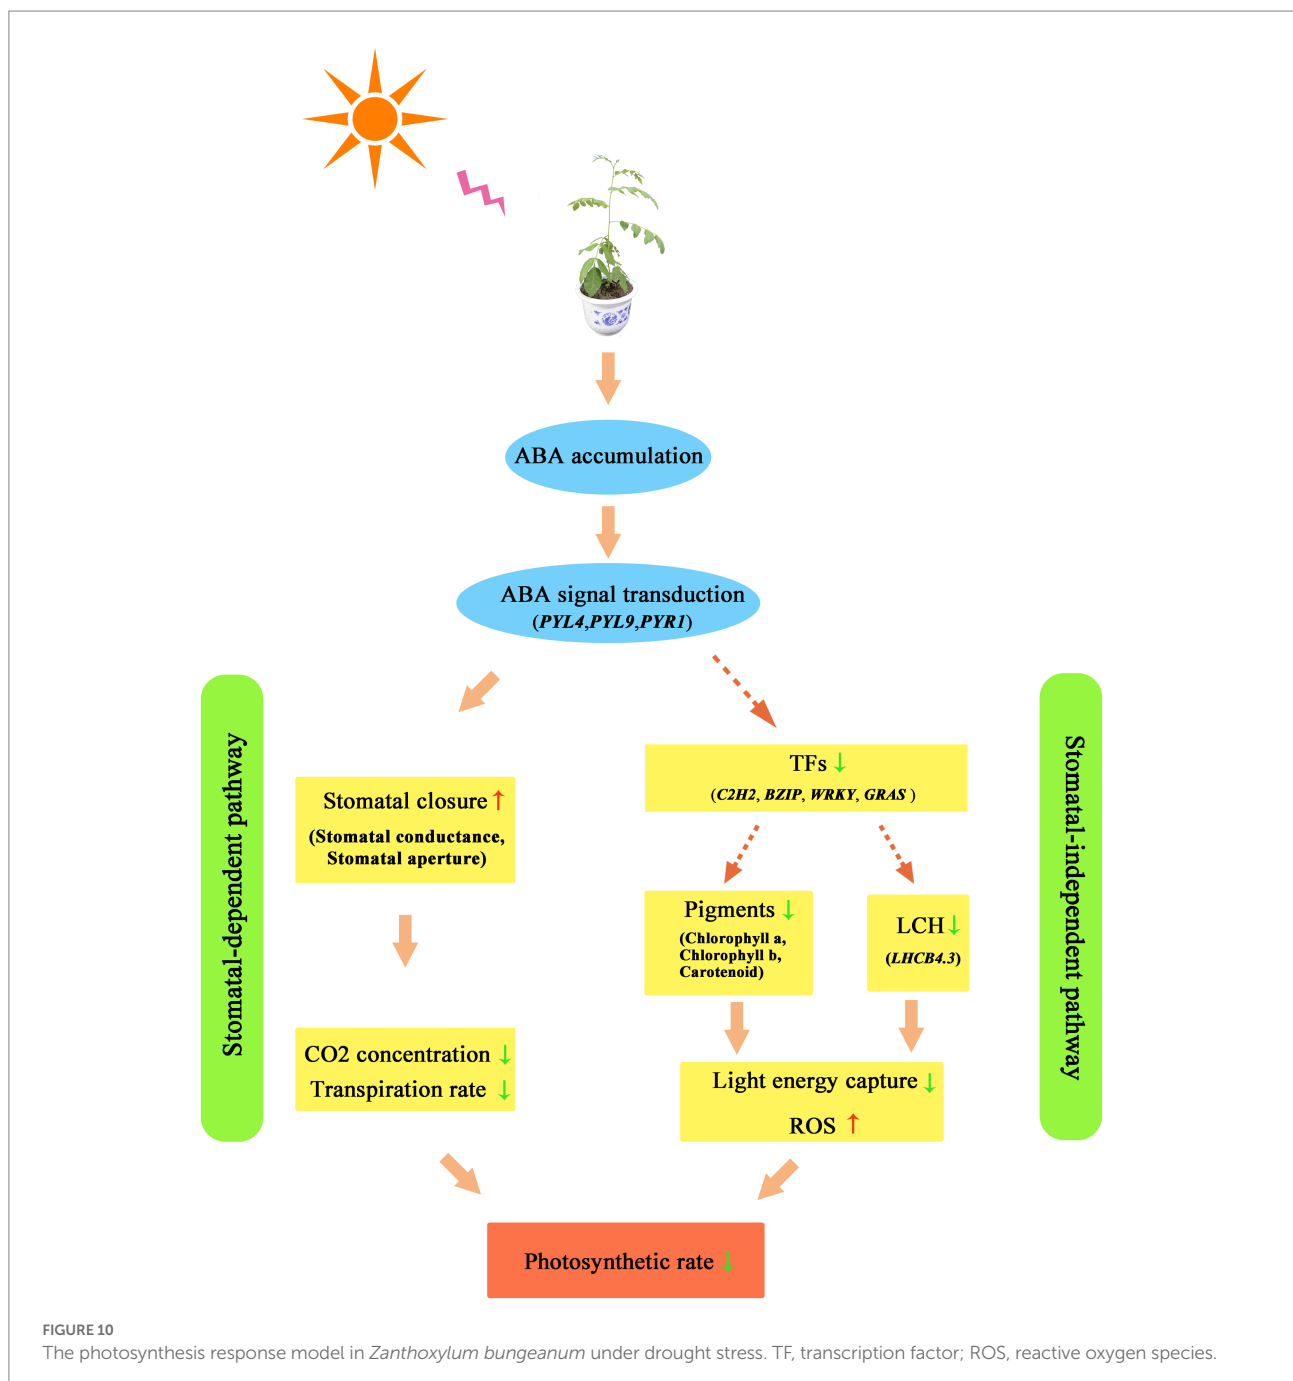 ABA accumulation
ABA signal transduction
(PYL4,PYL9,PYR1)
Stomatal-dependent pathway
Stomatal closure ↑
(Stomatal conductance,
Stomatal aperture)
CO2 concentration ↓
Transpiration rate ↓
TFs ↓
(C2H2, BZIP, WRKY, GRAS )
Pigments ↓
(Chlorophyll a,
Chlorophyll b,
Carotenoid)
LCH ↓
(LHCB4.3)
Light energy capture ↓
ROS ↑
Stomatal-independent pathway
Photosynthetic rate ↓
FIGURE 10
The photosynthesis response model in Zanthoxylum bungeanum under drought stress. TF, transcription factor; ROS, reactive oxygen species.